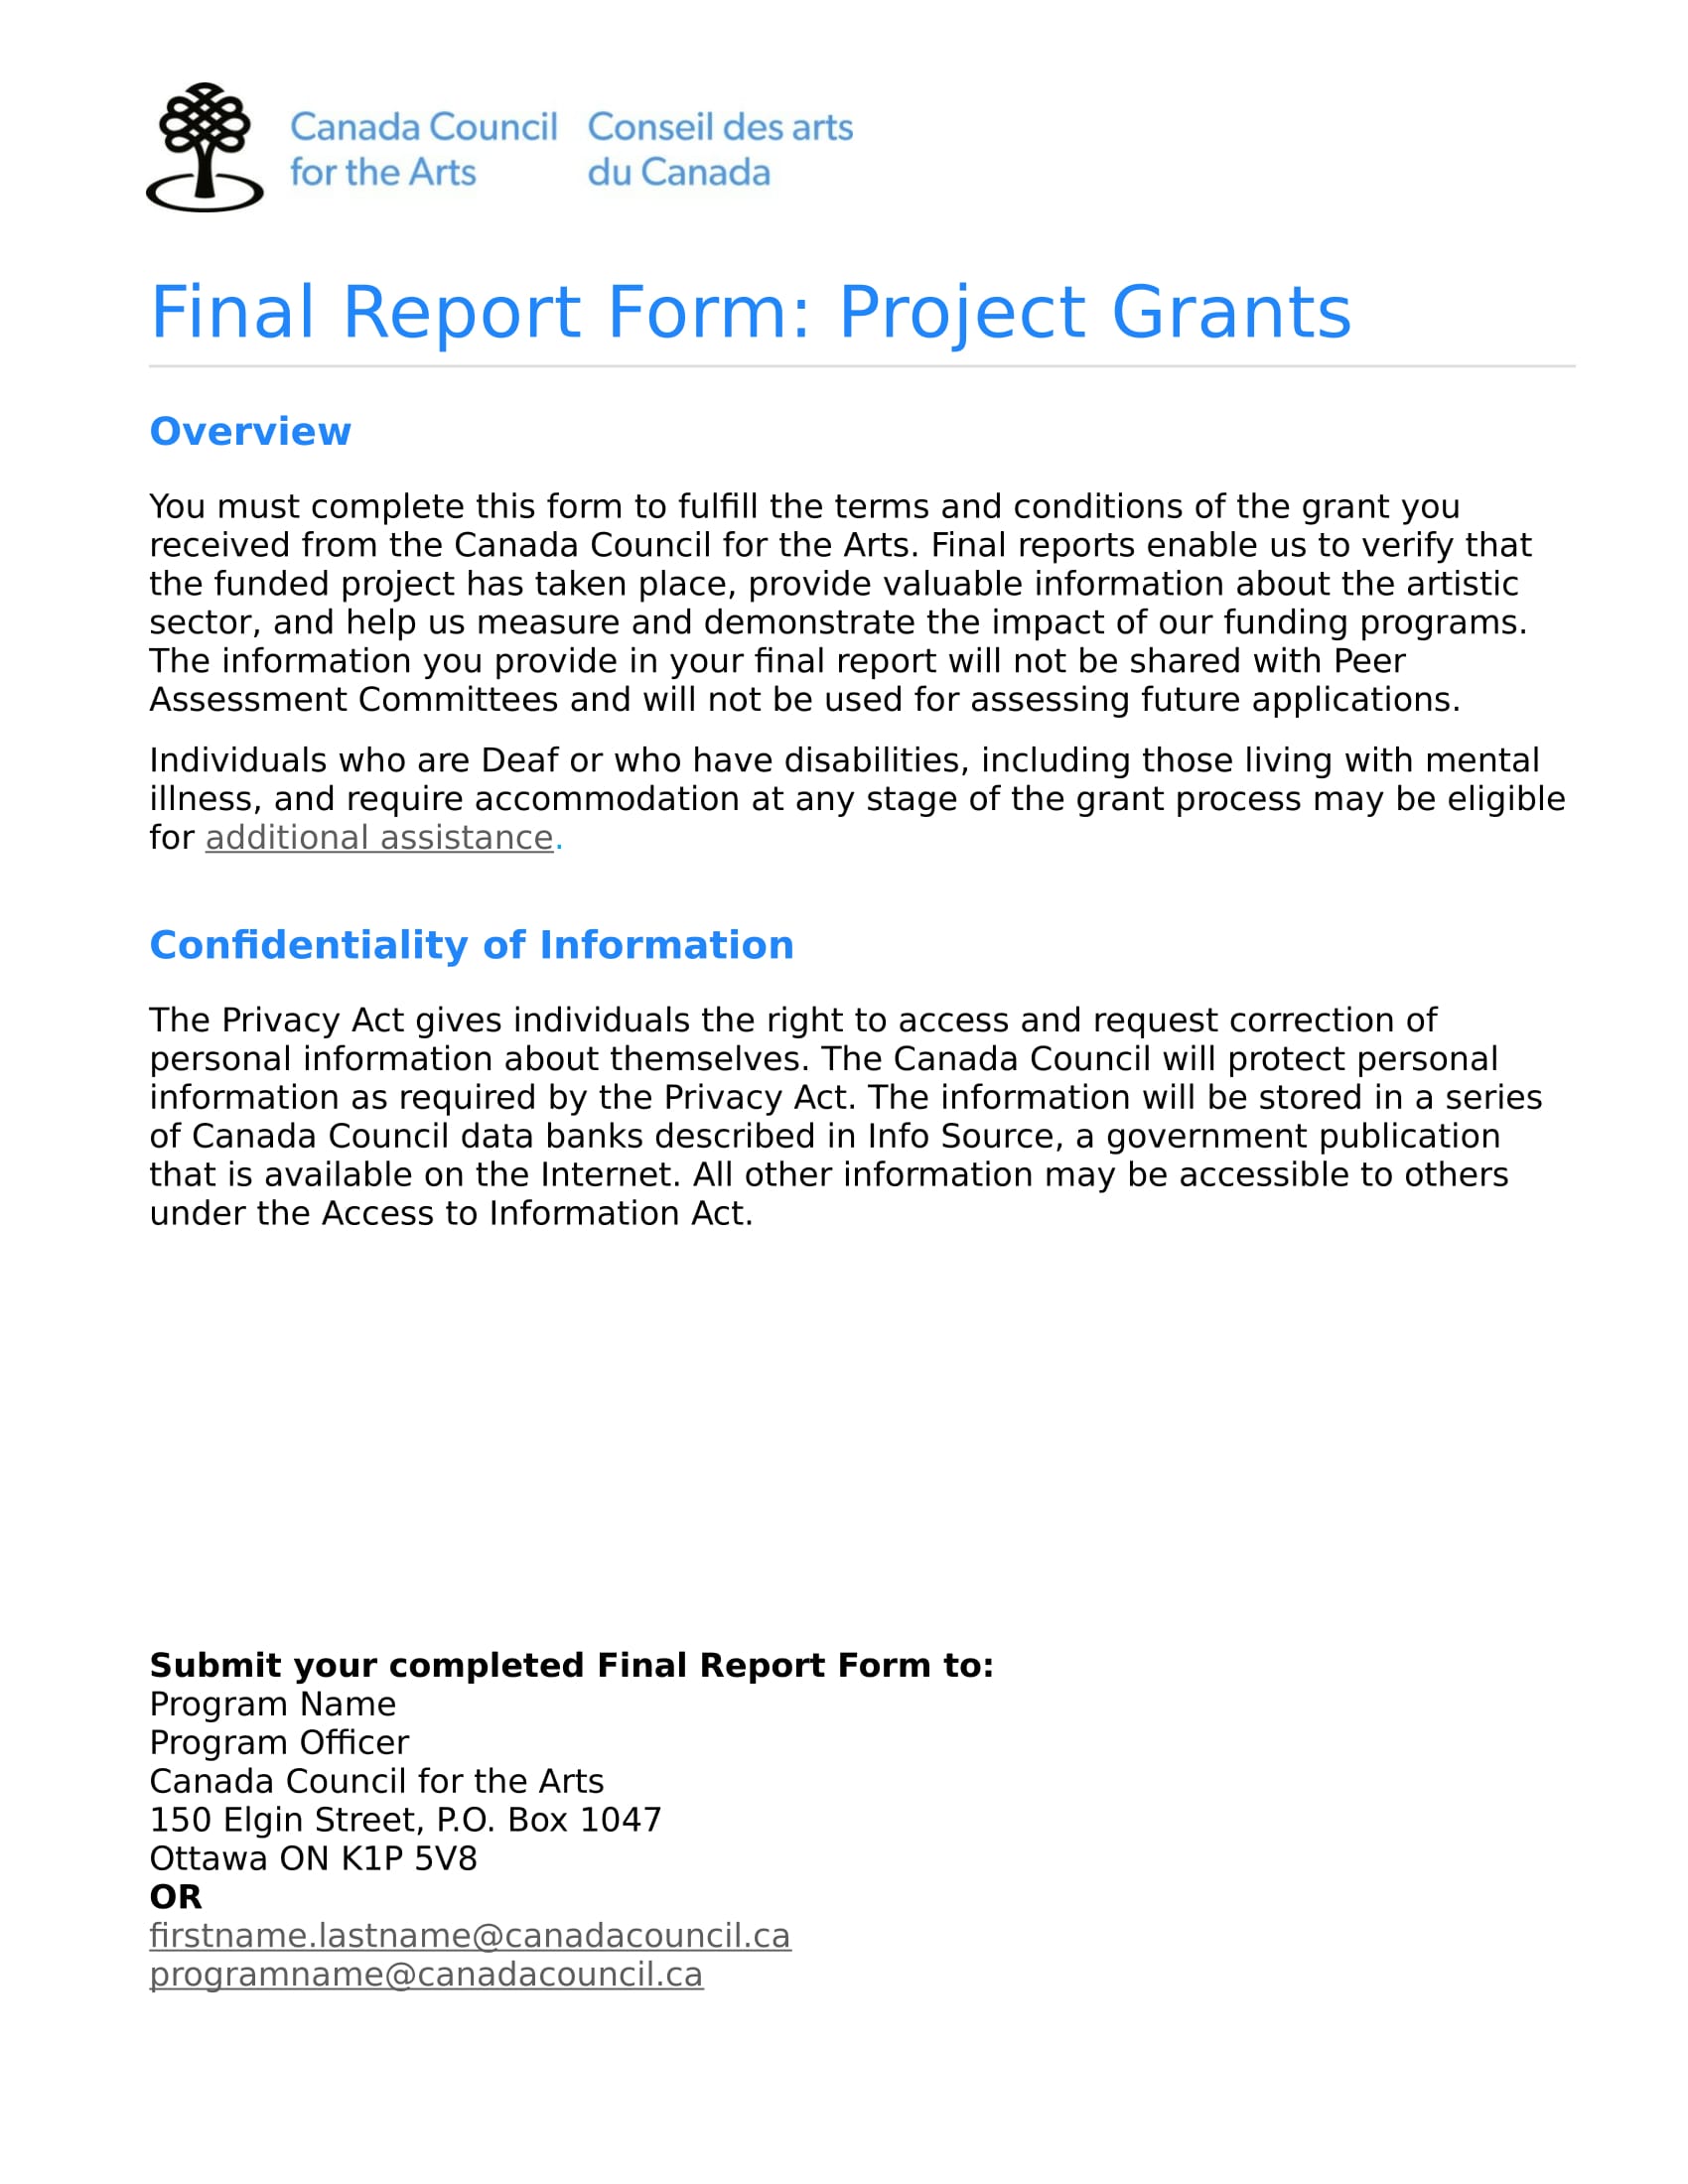 Canada Council Conseil des arts
for the Arts du Canada
Final Report Form: Project Grants
Overview
You must complete this form to fulfill the terms and conditions of the grant you
received from the Canada Council for the Arts. Final reports enable us to verify that
the funded project has taken place, provide valuable information about the artistic
sector, and help us measure and demonstrate the impact of our funding programs.
The information you provide in your final report will not be shared with Peer
Assessment Committees and will not be used for assessing future applications.
Individuals who are Deaf or who have disabilities, including those living with mental
illness, and require accommodation at any stage of the grant process may be eligible
for additional assistance.
Confidentiality of Information
The Privacy Act gives individuals the right to access and request correction of
personal information about themselves. The Canada Council will protect personal
information as required by the Privacy Act. The information will be stored in a series
of Canada Council data banks described in Info Source, a government publication
that is available on the Internet. All other information may be accessible to others
under the Access to Information Act.
Submit your completed Final Report Form to:
Program Name
Program Officer
Canada Council for the Arts
150 Elgin Street, P.O. Box 1047
Ottawa ON K1P 5V8
OR
firstname.lastname@canadacouncil.ca
programname@canadacouncil.ca